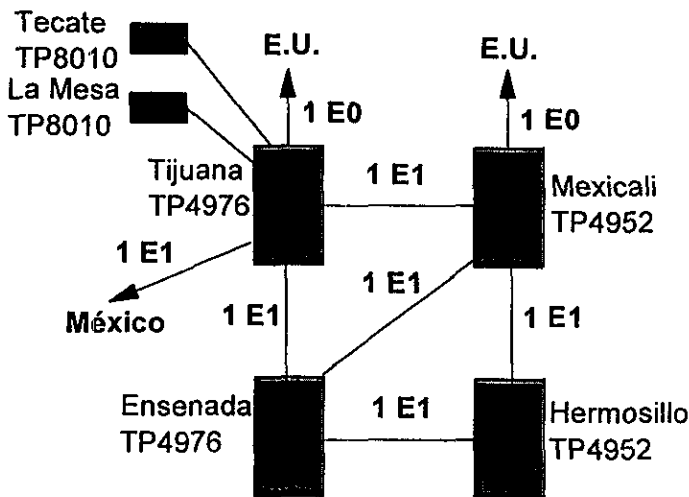 Tecate
TP8010
La Mesa
TP8010
E.U.
E.U.
1 E0
1 E0
Tijuana
TP4976
1 E1
Mexicali
TP4952
1 E1
México
1 E1
1 E1
1 E1
Ensenada
TP4976
1 E1
Hermosillo
TP4952